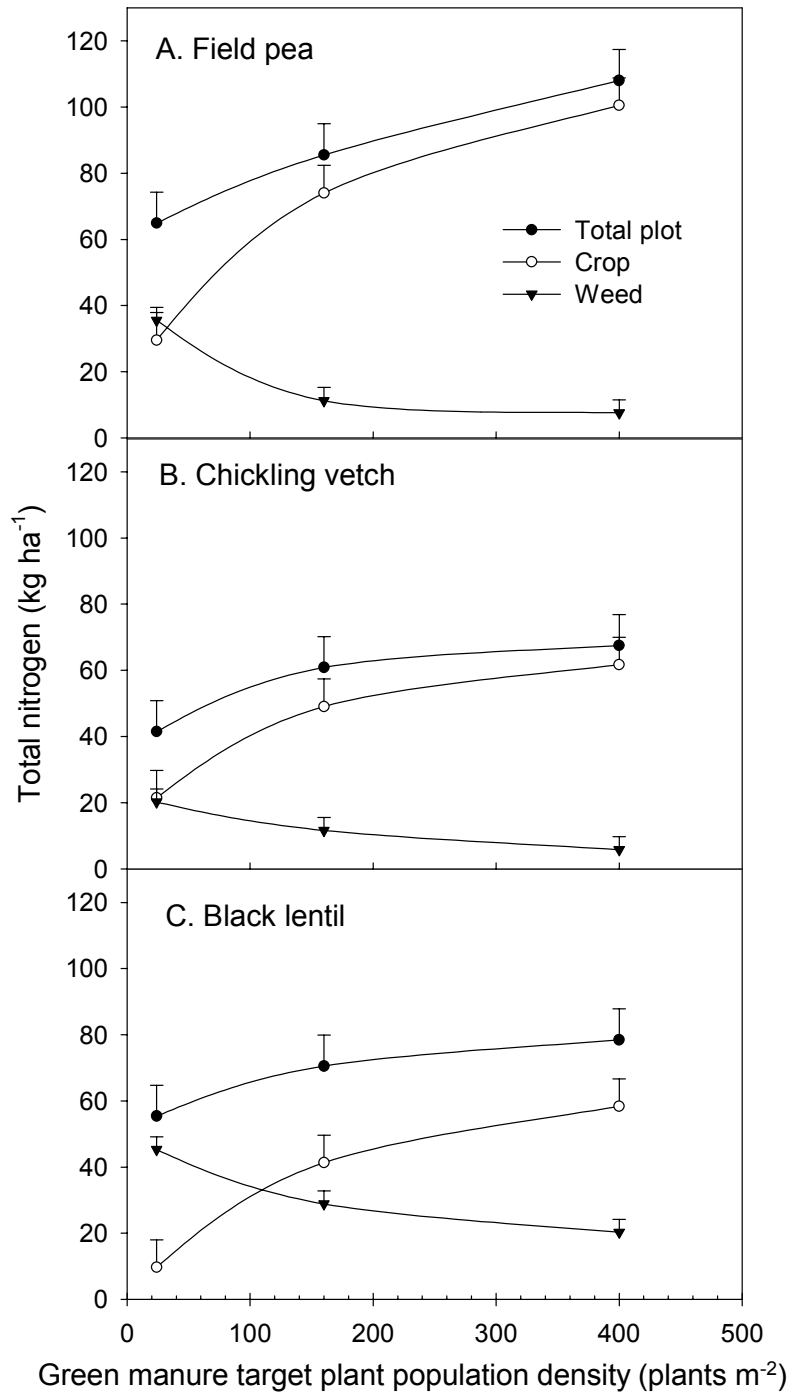 A. Field pea
120
100
80
60
40
20
0
Total plot
Crop
Weed
B. Chickling vetch
120
100
80
60
40
20
0
C. Black lentil
120
100
80
60
40
20
0
0 100 200 300 400 500
Total nitrogen (kg ha⁻¹)
Green manure target plant population density (plants m⁻²)